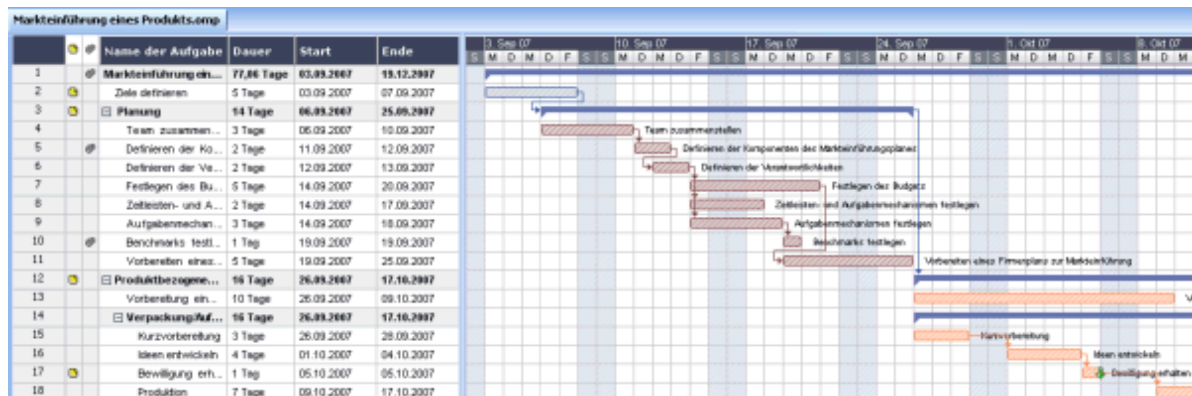 Markteinführung eines Produkts.omp
Name der Aufgabe Dauer Start Ende
3. Sep 07 10. Sep 07 17. Sep 07 24. Sep 07 1. Okt 07 8. Okt 07
S M D M D F S S M D M D F S S M D M D F S S M D M D F S S M D M D F S S M D M
1 Markteinführung ein... 77,06 Tage 03.09.2007 19.12.2007
2 Ziele definieren 5 Tage 03.09.2007 07.09.2007
3 Planung 14 Tage 06.09.2007 25.09.2007
4 Team zusammen... 3 Tage 06.09.2007 10.09.2007 Team zusammenstellen
5 Definieren der Ko... 2 Tage 11.09.2007 12.09.2007 Definieren der Komponenten des Markteinführungsplanes
6 Definieren der Ve... 2 Tage 12.09.2007 13.09.2007 Definieren der Verantwortlichkeiten
7 Festlegen des Bu... 5 Tage 14.09.2007 20.09.2007 Festlegen des Budgets
8 Zeitleisten- und A... 2 Tage 14.09.2007 17.09.2007 Zeitleisten- und Aufgabenmechanismen festlegen
9 Aufgabenmechan... 3 Tage 14.09.2007 18.09.2007 Aufgabenmechanismen festlegen
10 Benchmarks festl... 1 Tag 19.09.2007 19.09.2007 Benchmarks festlegen
11 Vorbereiten eines... 5 Tage 19.09.2007 25.09.2007 Vorbereiten eines Firmenplans zur Markteinführung
12 Produktbezogene... 16 Tage 26.09.2007 17.10.2007
13 Vorbereitung ein... 10 Tage 26.09.2007 09.10.2007
14 Verpackung/Auf... 16 Tage 26.09.2007 17.10.2007
15 Kurzvorbereitung 3 Tage 26.09.2007 28.09.2007 Kurzvorbereitung
16 Ideen entwickeln 4 Tage 01.10.2007 04.10.2007 Ideen entwickeln
17 Bewilligung erh... 1 Tag 05.10.2007 05.10.2007 Bewilligung erhalten
18 Produktion 7 Tage 09.10.2007 17.10.2007